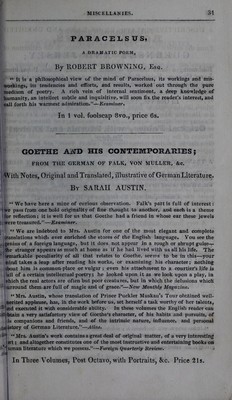 MISCELLANIES. 31
PARACELSUS,
A DRAMATIC POEM,
By ROBERT BROWNING, Esq.
"It is a philosophical view of the mind of Paracelsus, its workings and mis-
workings, its tendencies and efforts, and results, worked out through the pure
medium of poetry. A rich vein of internal sentiment, a deep knowledge of
humanity, an intellect subtle and inquisitive, will soon fix the reader's interest, and
call forth his warmest admiration."—Examiner.
In 1 vol. foolscap 8vo., price 6s.
GOETHE AND HIS CONTEMPORARIES;
FROM THE GERMAN OF FALK, VON MULLER, &c.
With Notes, Original and Translated, illustrative of German Literature.
By SARAH AUSTIN.
"We have here a mine of curious observation. Falk's part is full of interest:
we pass from one bold originality of fine thought to another, and each is a theme
for reflection; it is well for us that Goethe had a friend in whose ear these jewels
were treasured."—Examiner.
"We are indebted to Mrs. Austin for one of the most elegant and complete
translations which ever enriched the stores of the English language. You see the
genius of a foreign language, but it does not appear in a rough or abrupt guise—
the stranger appears as much at home as if he had lived with us all his life. The
remarkable peculiarity of all that relates to Goethe, seems to be in this—your
mind takes a leap after reading his works, or examining his character; nothing
about him is common-place or vulgar; even his attachment to a courtier's life is
full of a certain intellectual poetry; he looked upon it as we look upon a play, in
which the real actors are often but poor creatures, but in which the delusions which
surround them are full of magic and of genius."—New Monthly Magazine.
"Mrs. Austin, whose translation of Prince Puckler Muskau's Tour obtained well-
merited applause, has, in the work before us, set herself a task worthy of her talents,
and executed it with considerable ability. In these volumes the English reader can
obtain a very satisfactory view of Goethe's character, of his habits and pursuits, of
his companions and friends, and of the intrinsic nature, influence, and personal
history of German Literature."—Atlas.
"Mrs. Austin's work contains a great deal of original matter, of a very interesting
sort; and altogether constitutes one of the most instructive and entertaining books on
German literature which we possess."—Foreign Quarterly Review.
In Three Volumes, Post Octavo, with Portraits, &c. Price 21s.